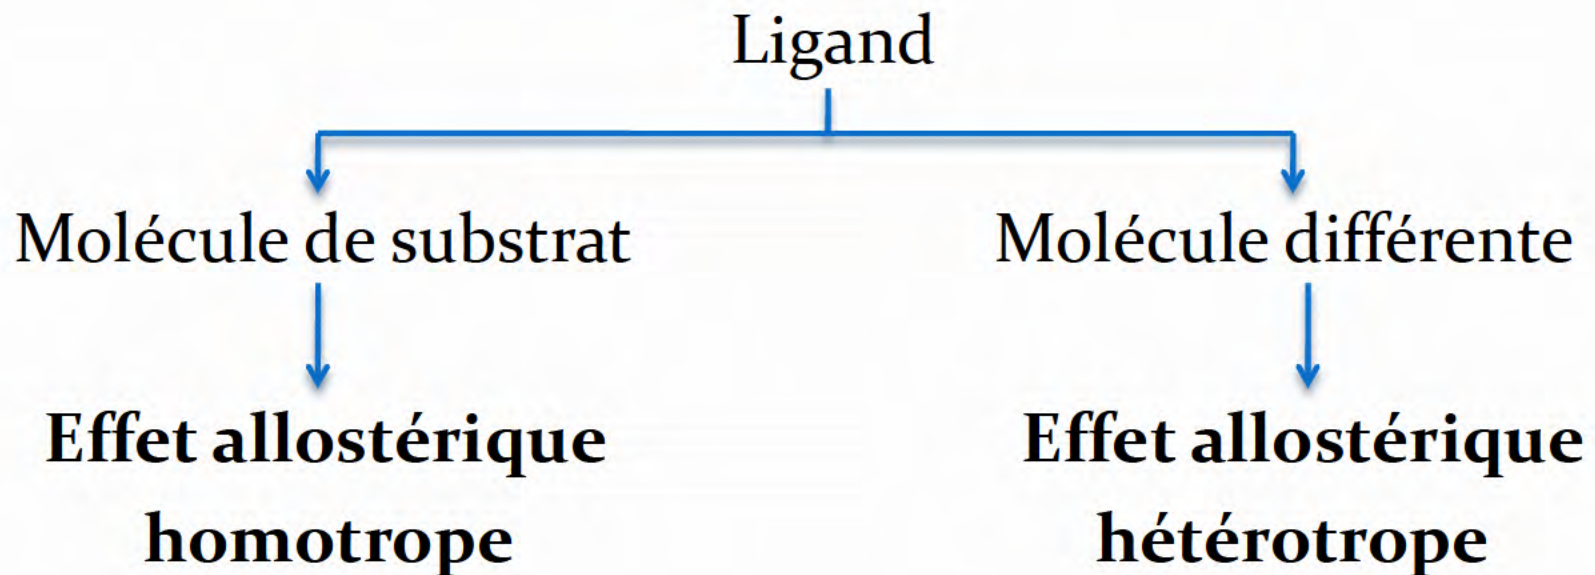 Ligand
Molécule de substrat
Molécule différente
Effet allostérique
homotrope
Effet allostérique
hétérotrope